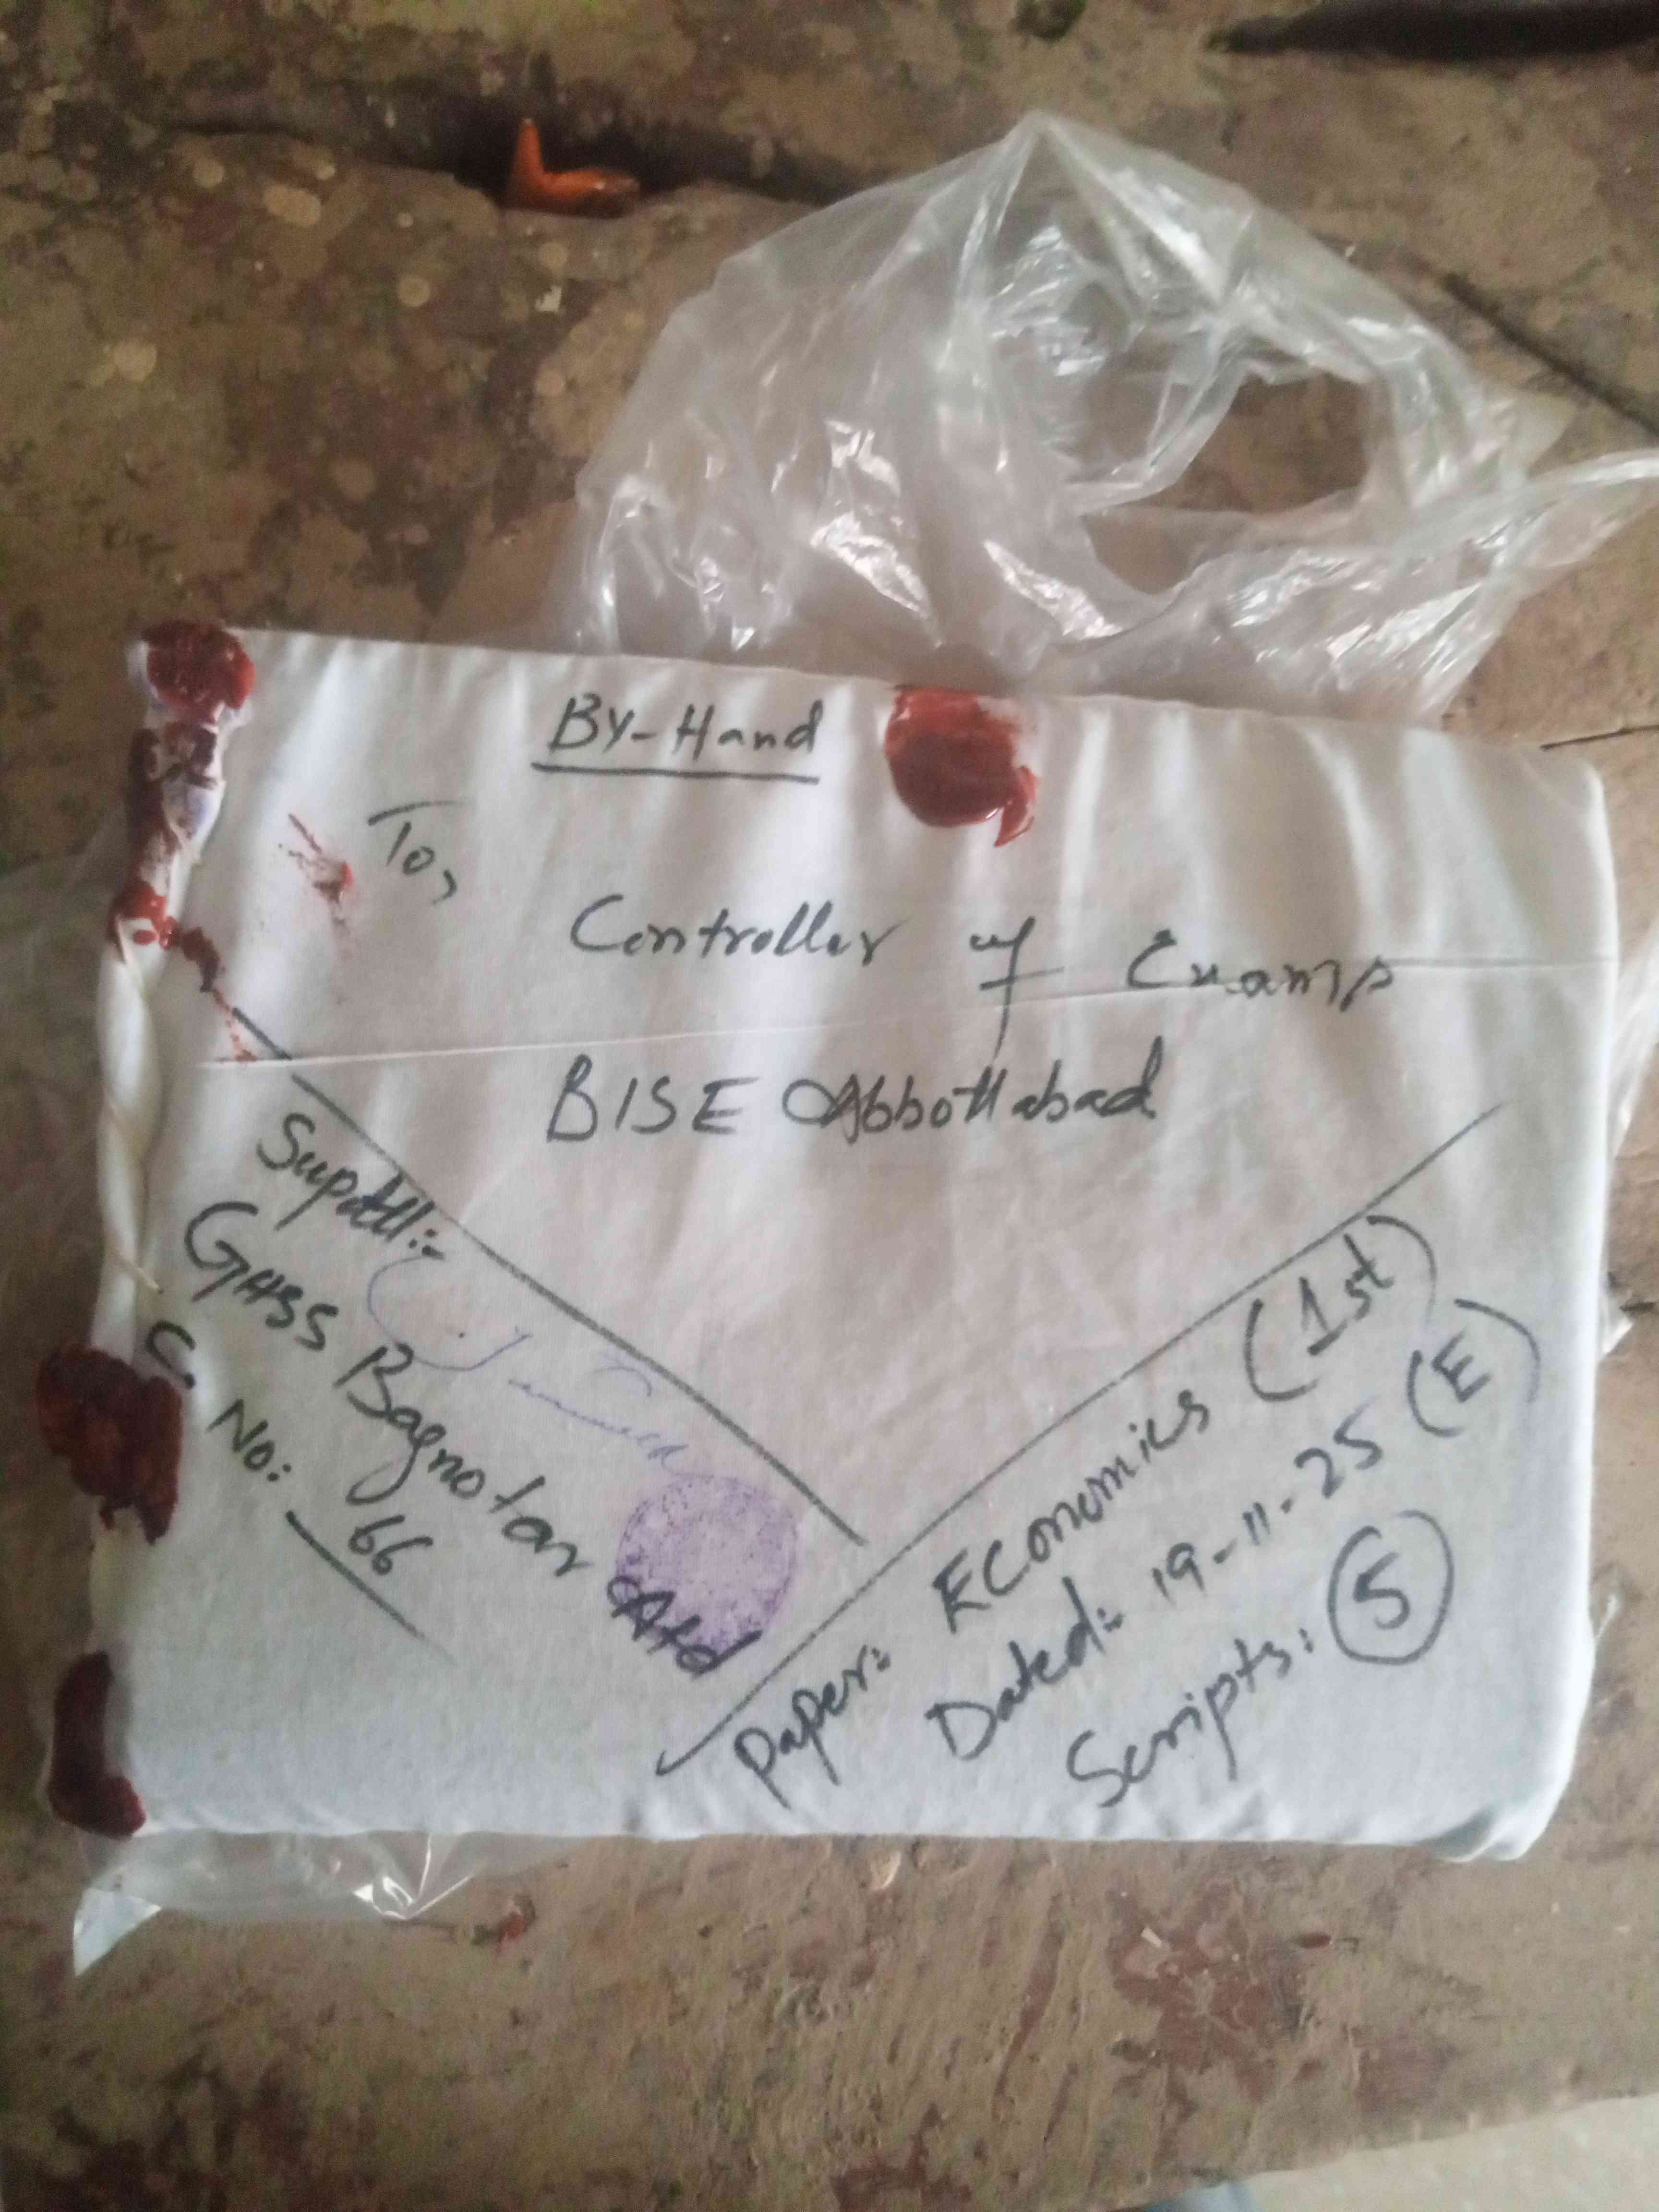 By-Hand
To,
Controller of Exams
BISE Abbottabad
Supdtt:-
GHSS Bagnotar Atd
C. No: 66
Paper: Economics (1st)
Dated:- 19-11-25 (E)
Scripts: 5